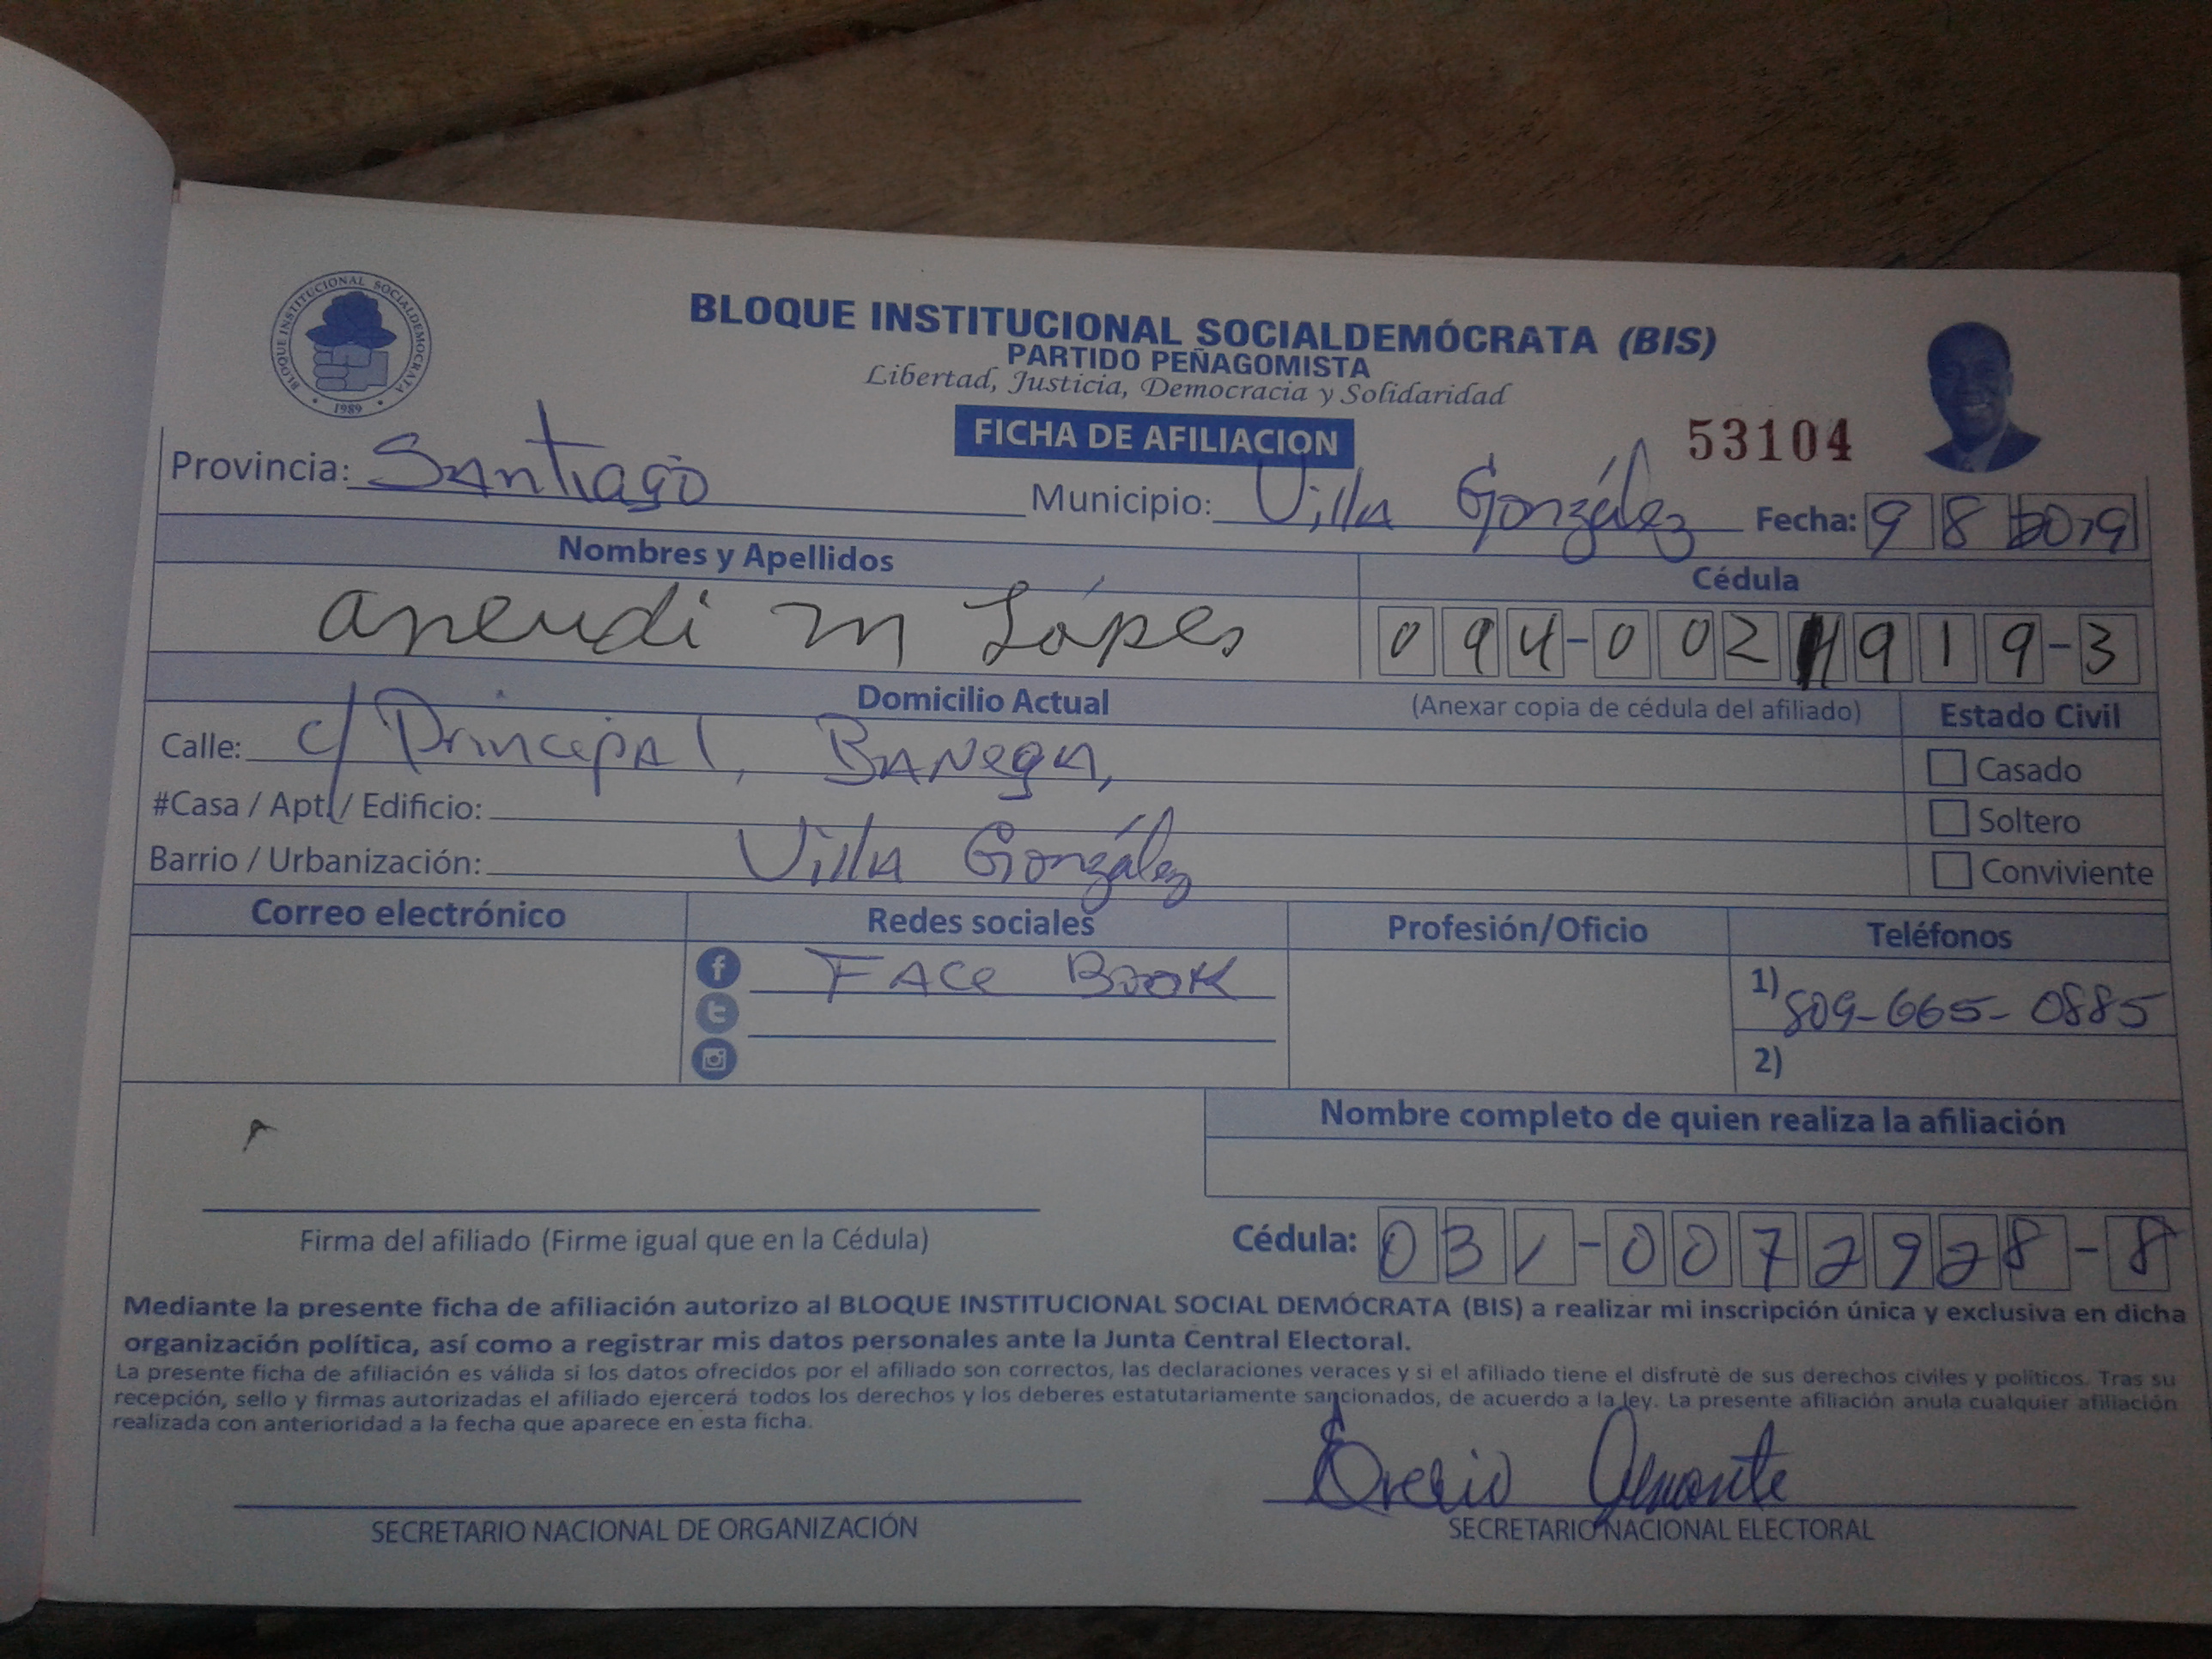 BLOQUE INSTITUCIONAL SOCIALDEMOCRATA
1989
BLOQUE INSTITUCIONAL SOCIALDEMÓCRATA (BIS)
PARTIDO PEÑAGOMISTA
Libertad, Justicia, Democracia y Solidaridad
FICHA DE AFILIACION
53104
Provincia: Santiago Municipio: Villa González Fecha: 9 8 2019
Nombres y Apellidos Cédula
aneudi m Lópes 094-002 919-3
Domicilio Actual (Anexar copia de cédula del afiliado) Estado Civil
Calle: c/ Principal, Banega, Casado
#Casa / Apt. / Edificio: Soltero
Barrio / Urbanización: Villa González Conviviente
Correo electrónico Redes sociales Profesión/Oficio Teléfonos
FACe BooK 1) 809-665-0885
2)
Nombre completo de quien realiza la afiliación
Firma del afiliado (Firme igual que en la Cédula) Cédula: 031-0072928-8
Mediante la presente ficha de afiliación autorizo al BLOQUE INSTITUCIONAL SOCIAL DEMÓCRATA (BIS) a realizar mi inscripción única y exclusiva en dicha
organización política, así como a registrar mis datos personales ante la Junta Central Electoral.
La presente ficha de afiliación es válida si los datos ofrecidos por el afiliado son correctos, las declaraciones veraces y si el afiliado tiene el disfrute de sus derechos civiles y políticos. Tras su
recepción, sello y firmas autorizadas el afiliado ejercerá todos los derechos y los deberes estatutariamente sancionados, de acuerdo a la ley. La presente afiliación anula cualquier afiliación
realizada con anterioridad a la fecha que aparece en esta ficha.
SECRETARIO NACIONAL DE ORGANIZACIÓN SECRETARIO NACIONAL ELECTORAL